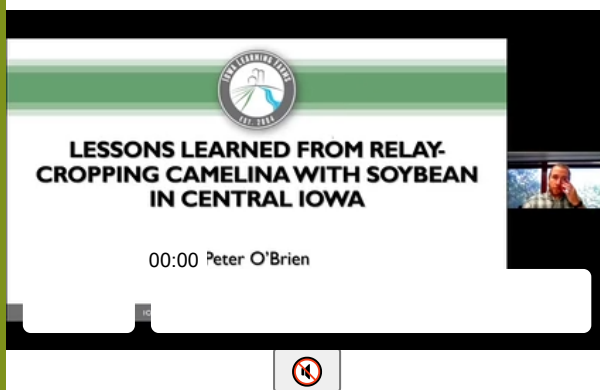 IOWA LEARNING FARMS
EST. 2004
LESSONS LEARNED FROM RELAY-
CROPPING CAMELINA WITH SOYBEAN
IN CENTRAL IOWA
00:00 Peter O'Brien